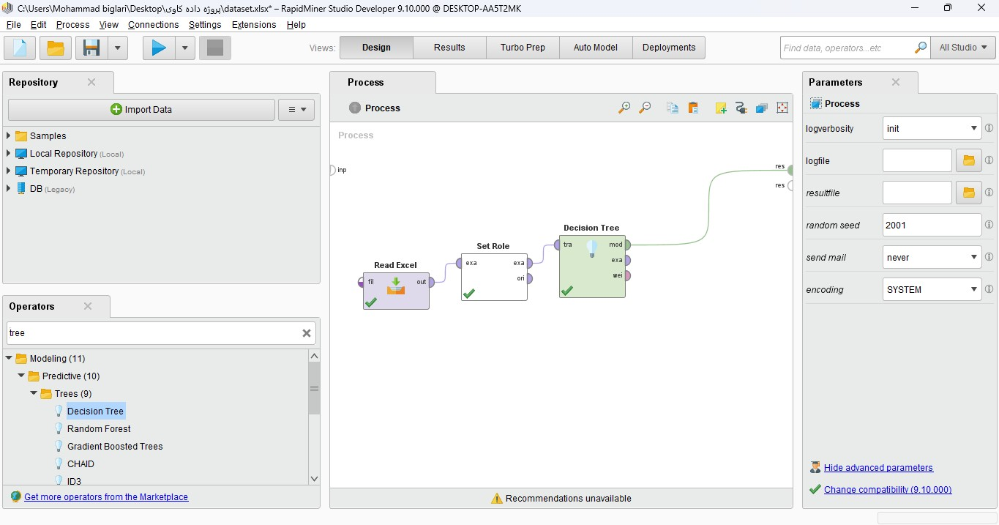 C:\Users\Mohammad biglari\Desktop\پروژه داده کاوی\dataset.xlsx* – RapidMiner Studio Developer 9.10.000 @ DESKTOP-AA5T2MK
File Edit Process View Connections Settings Extensions Help
Views: Design Results Turbo Prep Auto Model Deployments Find data, operators...etc All Studio
Repository
Import Data
Samples
Local Repository (Local)
Temporary Repository (Local)
DB (Legacy)
Operators
tree
Modeling (11)
Predictive (10)
Trees (9)
Decision Tree
Random Forest
Gradient Boosted Trees
CHAID
ID3
Get more operators from the Marketplace
Process
Process
Process
inp
res
res
Read Excel
fil out
Set Role
exa exa
ori
Decision Tree
tra mod
exa
wei
Recommendations unavailable
Parameters
Process
logverbosity init
logfile
resultfile
random seed 2001
send mail never
encoding SYSTEM
Hide advanced parameters
Change compatibility (9.10.000)